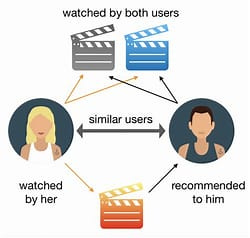 watched by both users
similar users
watched
by her
recommended
to him